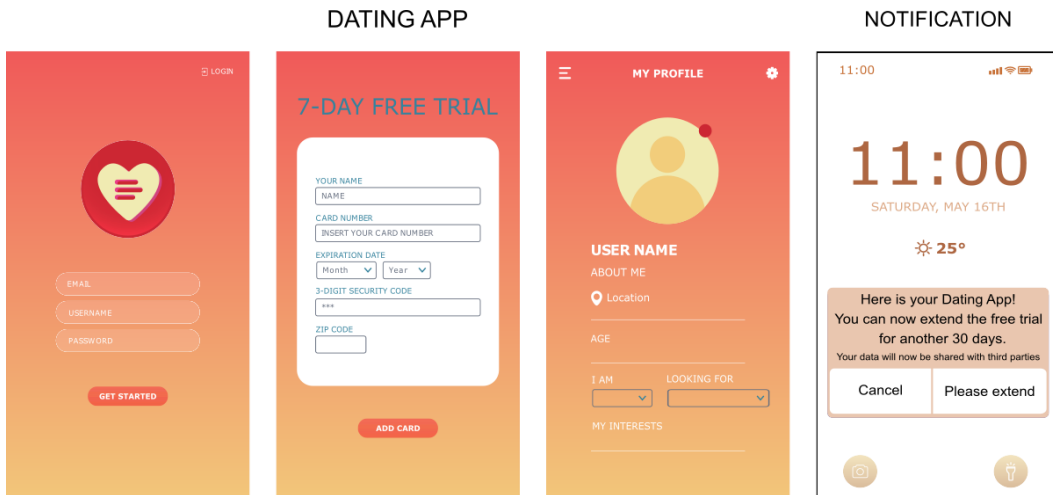 DATING APP
NOTIFICATION
LOGIN
EMAIL
USERNAME
PASSWORD
GET STARTED
7-DAY FREE TRIAL
YOUR NAME
NAME
CARD NUMBER
INSERT YOUR CARD NUMBER
EXPIRATION DATE
Month Year
3-DIGIT SECURITY CODE
***
ZIP CODE
ADD CARD
MY PROFILE
USER NAME
ABOUT ME
Location
AGE
I AM LOOKING FOR
MY INTERESTS
11:00
11:00
SATURDAY, MAY 16TH
25°
Here is your Dating App!
You can now extend the free trial
for another 30 days.
Your data will now be shared with third parties
Cancel Please extend